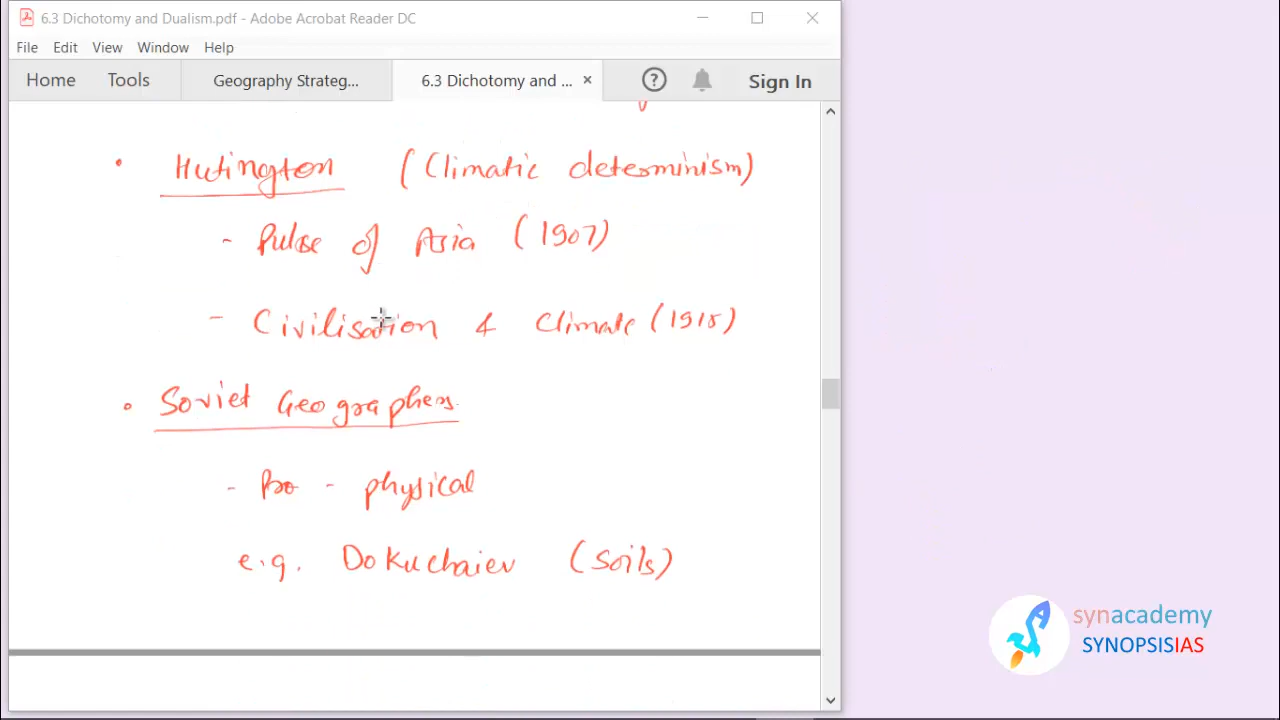 6.3 Dichotomy and Dualism.pdf - Adobe Acrobat Reader DC
File Edit View Window Help
Home Tools Geography Strateg... 6.3 Dichotomy and ... × ? Sign In
• Hutington (Climatic determinism)
- Pulse of Asia (1907)
- Civilisation & Climate (1915)
• Soviet Geographers.
- Pro - physical
e.g. Dokuchaiev (soils)
synacademy
SYNOPSISIAS